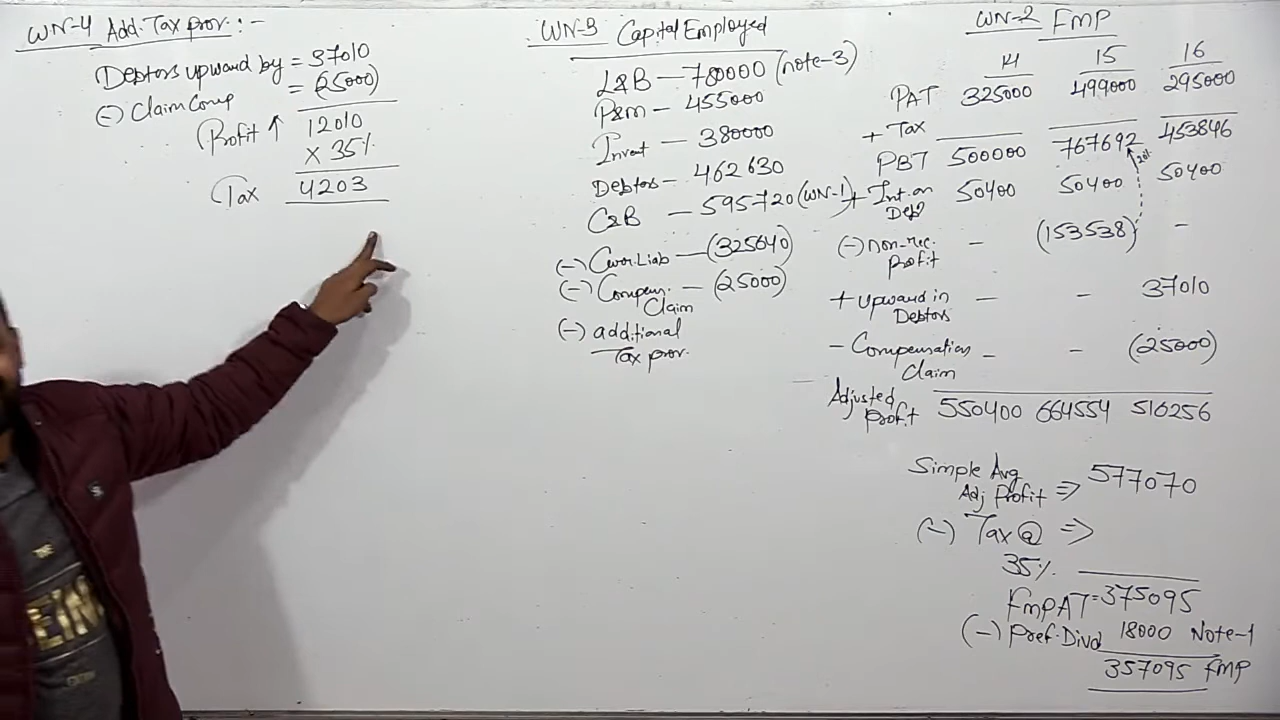 WN-4 Add. Tax prov. :-
Debtors upward by = 37010
(-) Claim Comp = (25000)
Profit ↑ 12010
x 35%
Tax 4203
WN-3 Capital Employed
L&B — 780000 (note-3)
P&M — 455000
Invent — 380000
Debtors — 462630
C&B — 595720 (WN-1)
(-) Curr. Liab — (325640)
(-) Compen. Claim — (25000)
(-) additional
Tax prov.
WN-2 FMP
14 15 16
PAT 325000 499000 295000
+ Tax
PBT 500000 767692 453846
+ Int. on Deb? 50400 50400 50400
20%
(-) non-rec. profit - (153538) -
+ upward in Debtors - - 37010
- Compensation Claim - - (25000)
Adjusted profit 550400 664554 516256
Simple Avg
Adj Profit ⇒ 577070
(-) Tax @ ⇒
35%
FMPAT = 375095
(-) Pref. Divd 18000 Note-1
357095 FMP
THE
EIN